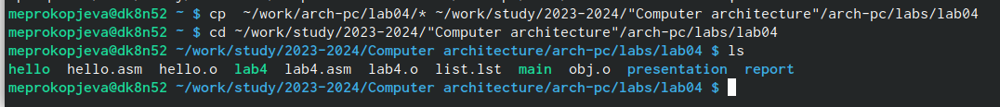 meprokopjeva@dk8n52 ~ $ cp  ~/work/arch-pc/lab04/* ~/work/study/2023-2024/"Computer architecture"/arch-pc/labs/lab04
meprokopjeva@dk8n52 ~ $ cd ~/work/study/2023-2024/"Computer architecture"/arch-pc/labs/lab04
meprokopjeva@dk8n52 ~/work/study/2023-2024/Computer architecture/arch-pc/labs/lab04 $ ls
hello  hello.asm  hello.o  lab4  lab4.asm  lab4.o  list.lst  main  obj.o  presentation  report
meprokopjeva@dk8n52 ~/work/study/2023-2024/Computer architecture/arch-pc/labs/lab04 $